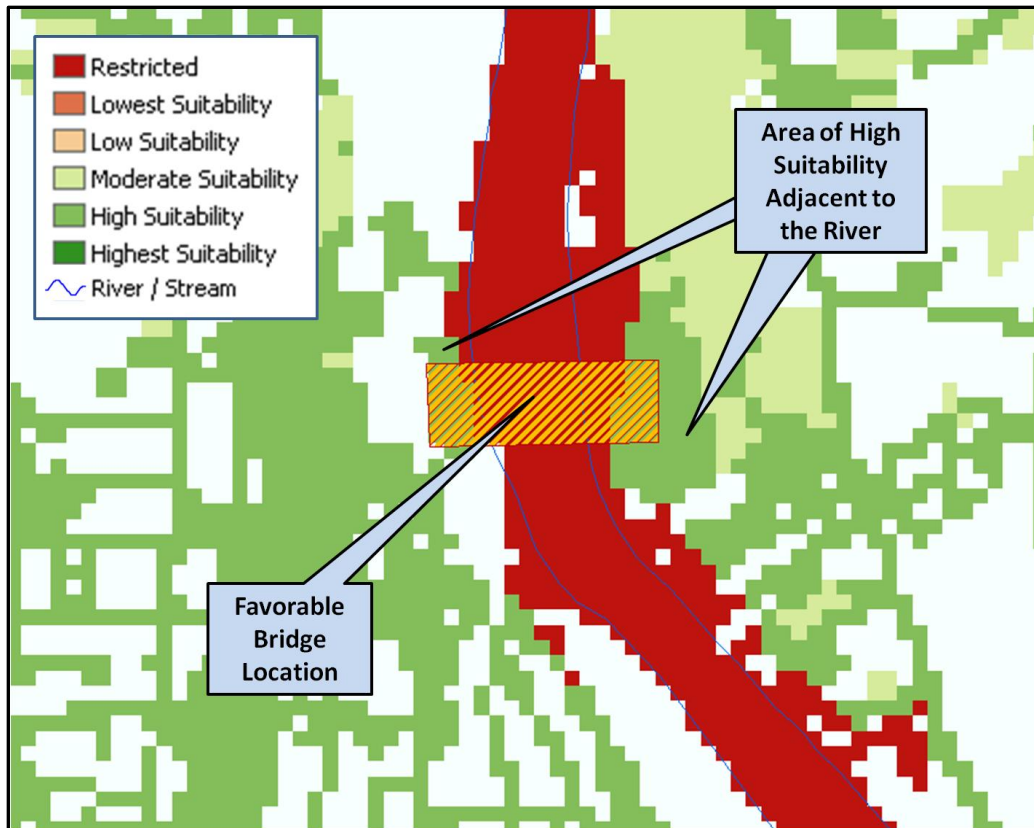 Restricted
Lowest Suitability
Low Suitability
Moderate Suitability
High Suitability
Highest Suitability
River / Stream
Area of High
Suitability
Adjacent to
the River
Favorable
Bridge
Location